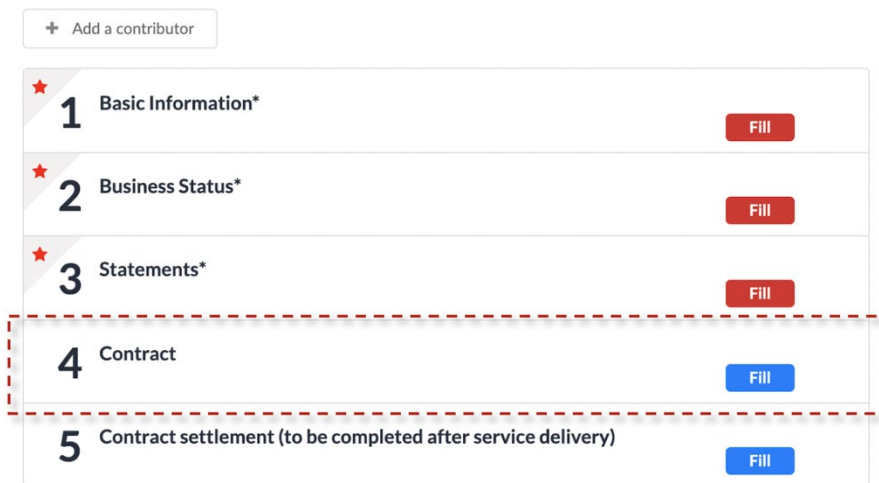 + Add a contributor
1 Basic Information*
Fill
2 Business Status*
Fill
3 Statements*
Fill
4 Contract
Fill
5 Contract settlement (to be completed after service delivery)
Fill